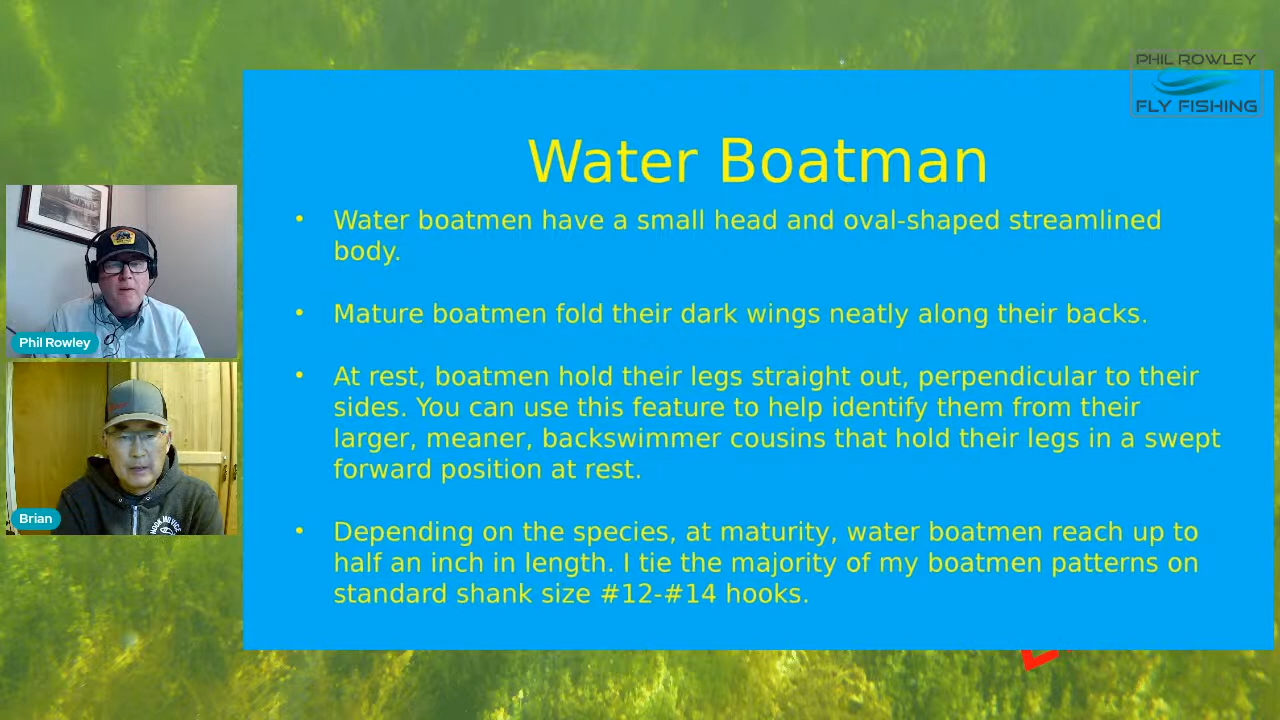 PHIL ROWLEY
FLY FISHING
Water Boatman
• Water boatmen have a small head and oval-shaped streamlined
body.
• Mature boatmen fold their dark wings neatly along their backs.
• At rest, boatmen hold their legs straight out, perpendicular to their
sides. You can use this feature to help identify them from their
larger, meaner, backswimmer cousins that hold their legs in a swept
forward position at rest.
• Depending on the species, at maturity, water boatmen reach up to
half an inch in length. I tie the majority of my boatmen patterns on
standard shank size #12-#14 hooks.
Phil Rowley
Brian